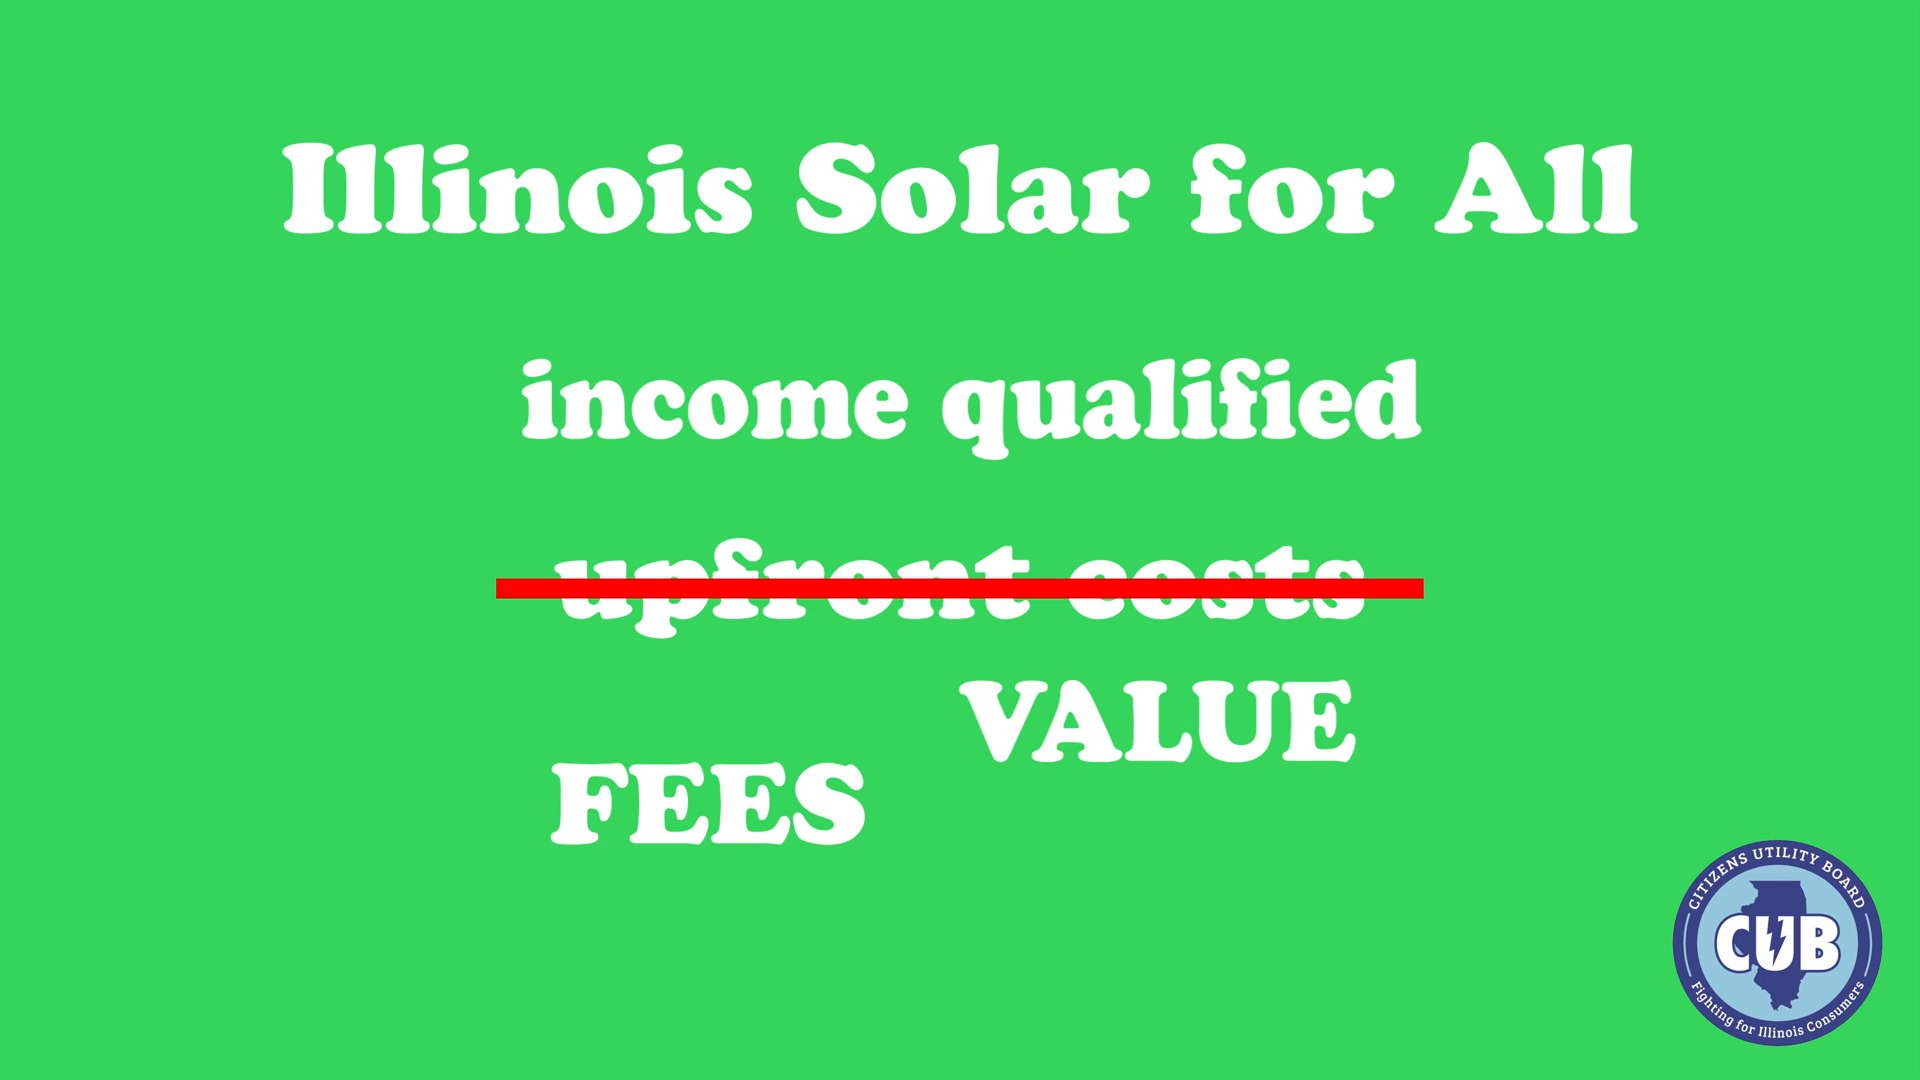 Illinois Solar for All
income qualified
upfront costs
VALUE
FEES
CITIZENS UTILITY BOARD
CUB
Fighting for Illinois Consumers